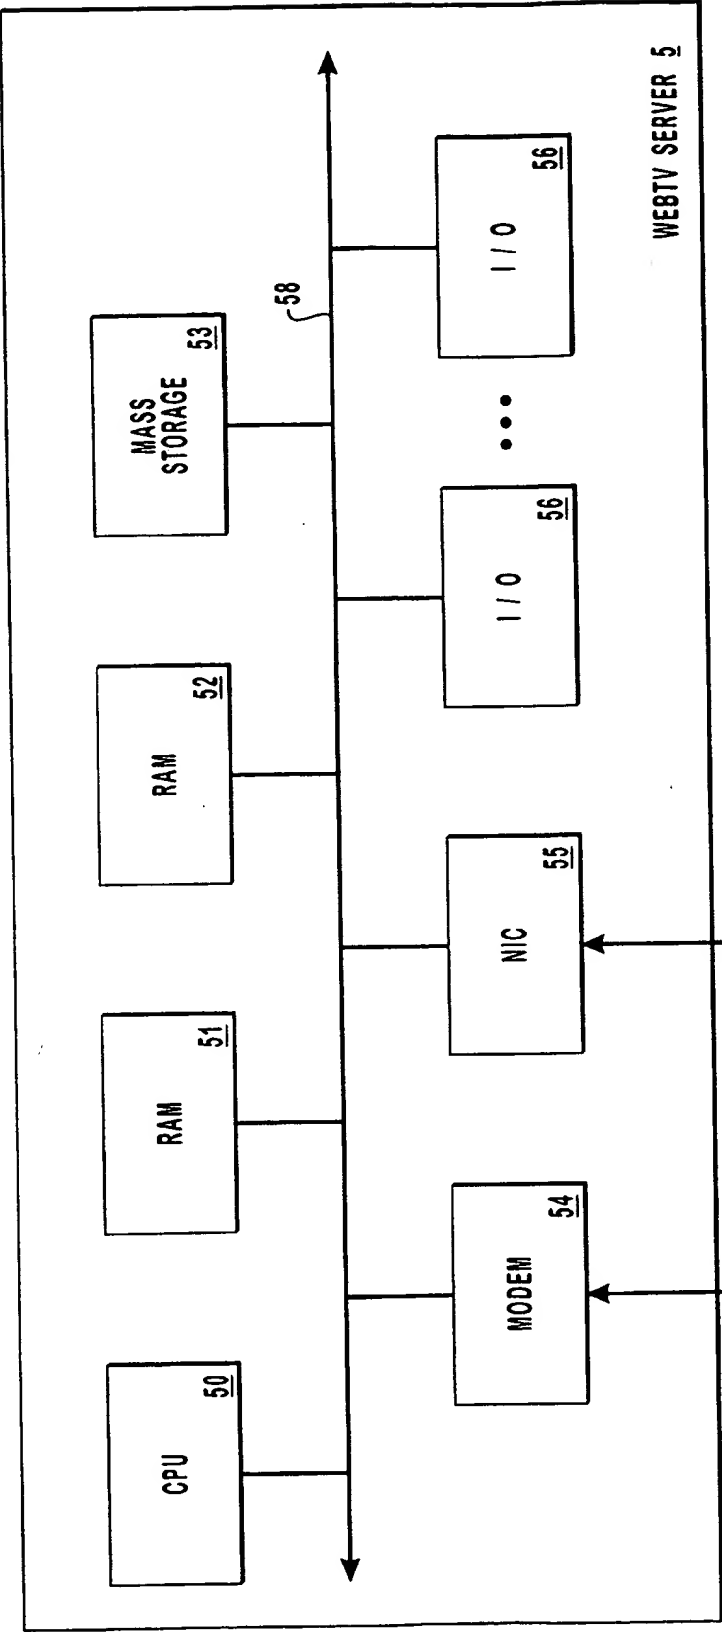 CPU
50
RAM
51
RAM
52
MASS
STORAGE
53
58
MODEM
54
NIC
55
I / O
56
I / O
56
WEBTV SERVER 5